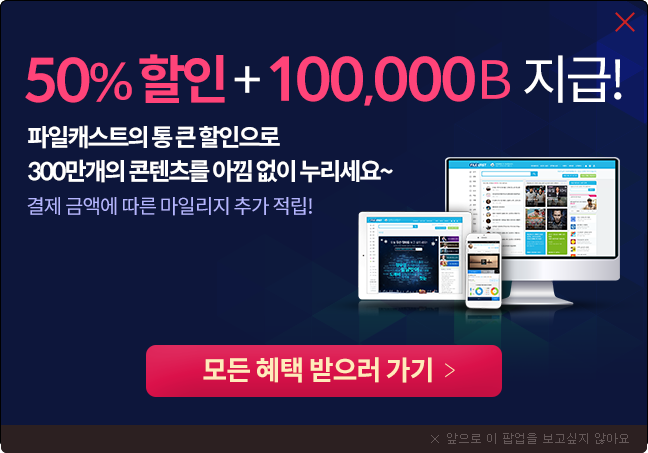 50% 할인 + 100,000B 지급!
파일캐스트의 통 큰 할인으로
300만개의 콘텐츠를 아낌 없이 누리세요~
결제 금액에 따른 마일리지 추가 적립!
모든 혜택 받으러 가기 >
× 앞으로 이 팝업을 보고싶지 않아요